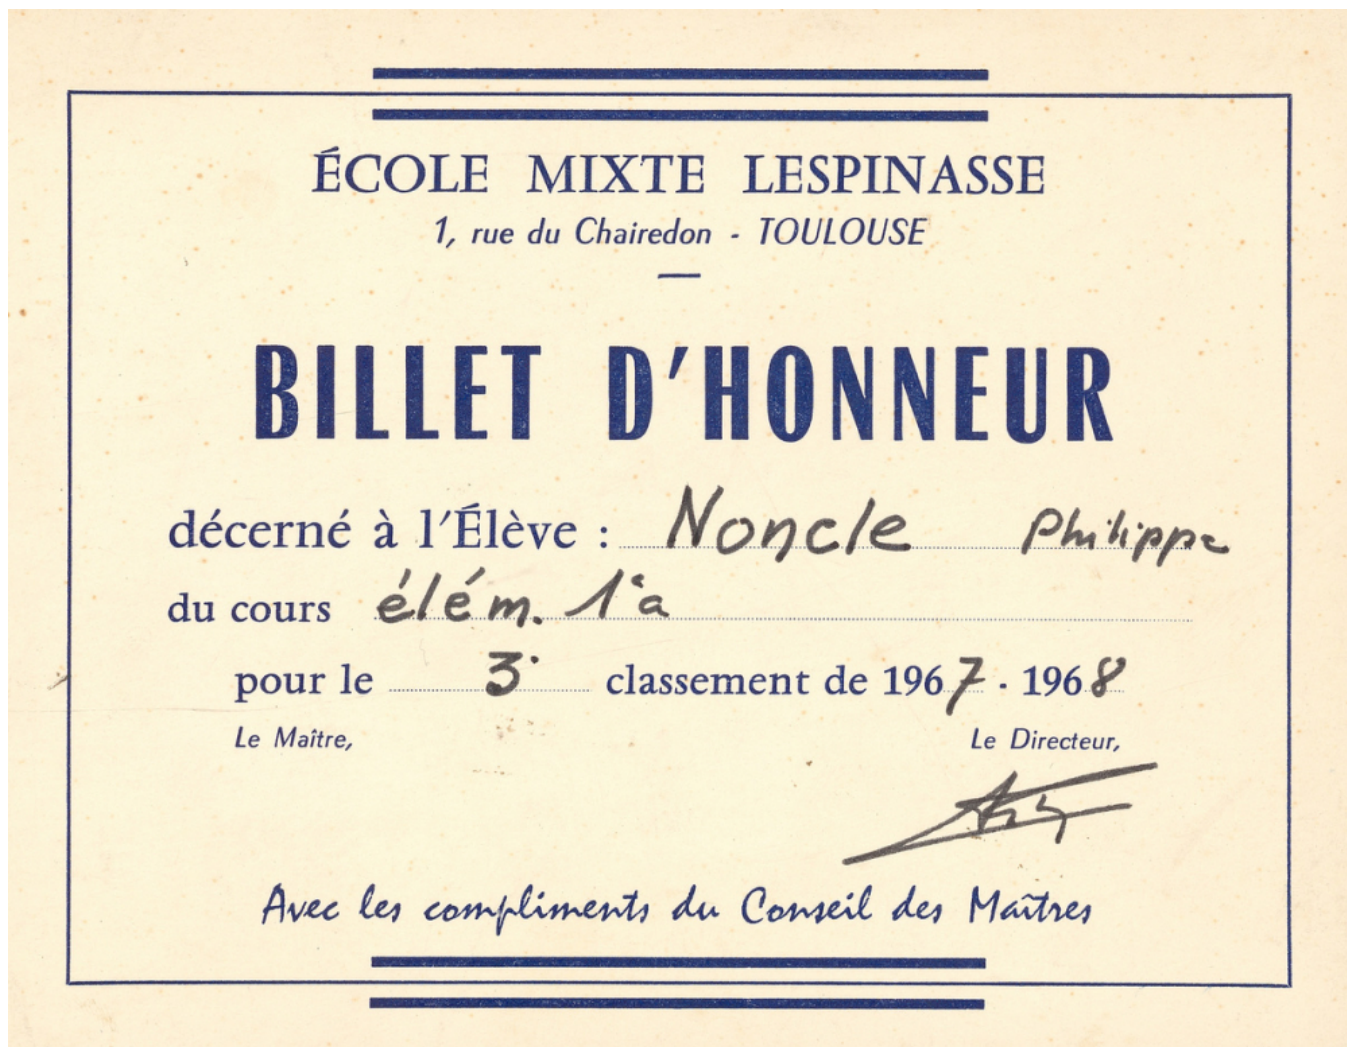 ÉCOLE MIXTE LESPINASSE
1, rue du Chairedon - TOULOUSE
BILLET D'HONNEUR
décerné à l'Élève : Noncle Philippe
du cours élém. 1ea
pour le 3e classement de 1967 - 1968
Le Maître, Le Directeur,
Avec les compliments du Conseil des Maîtres